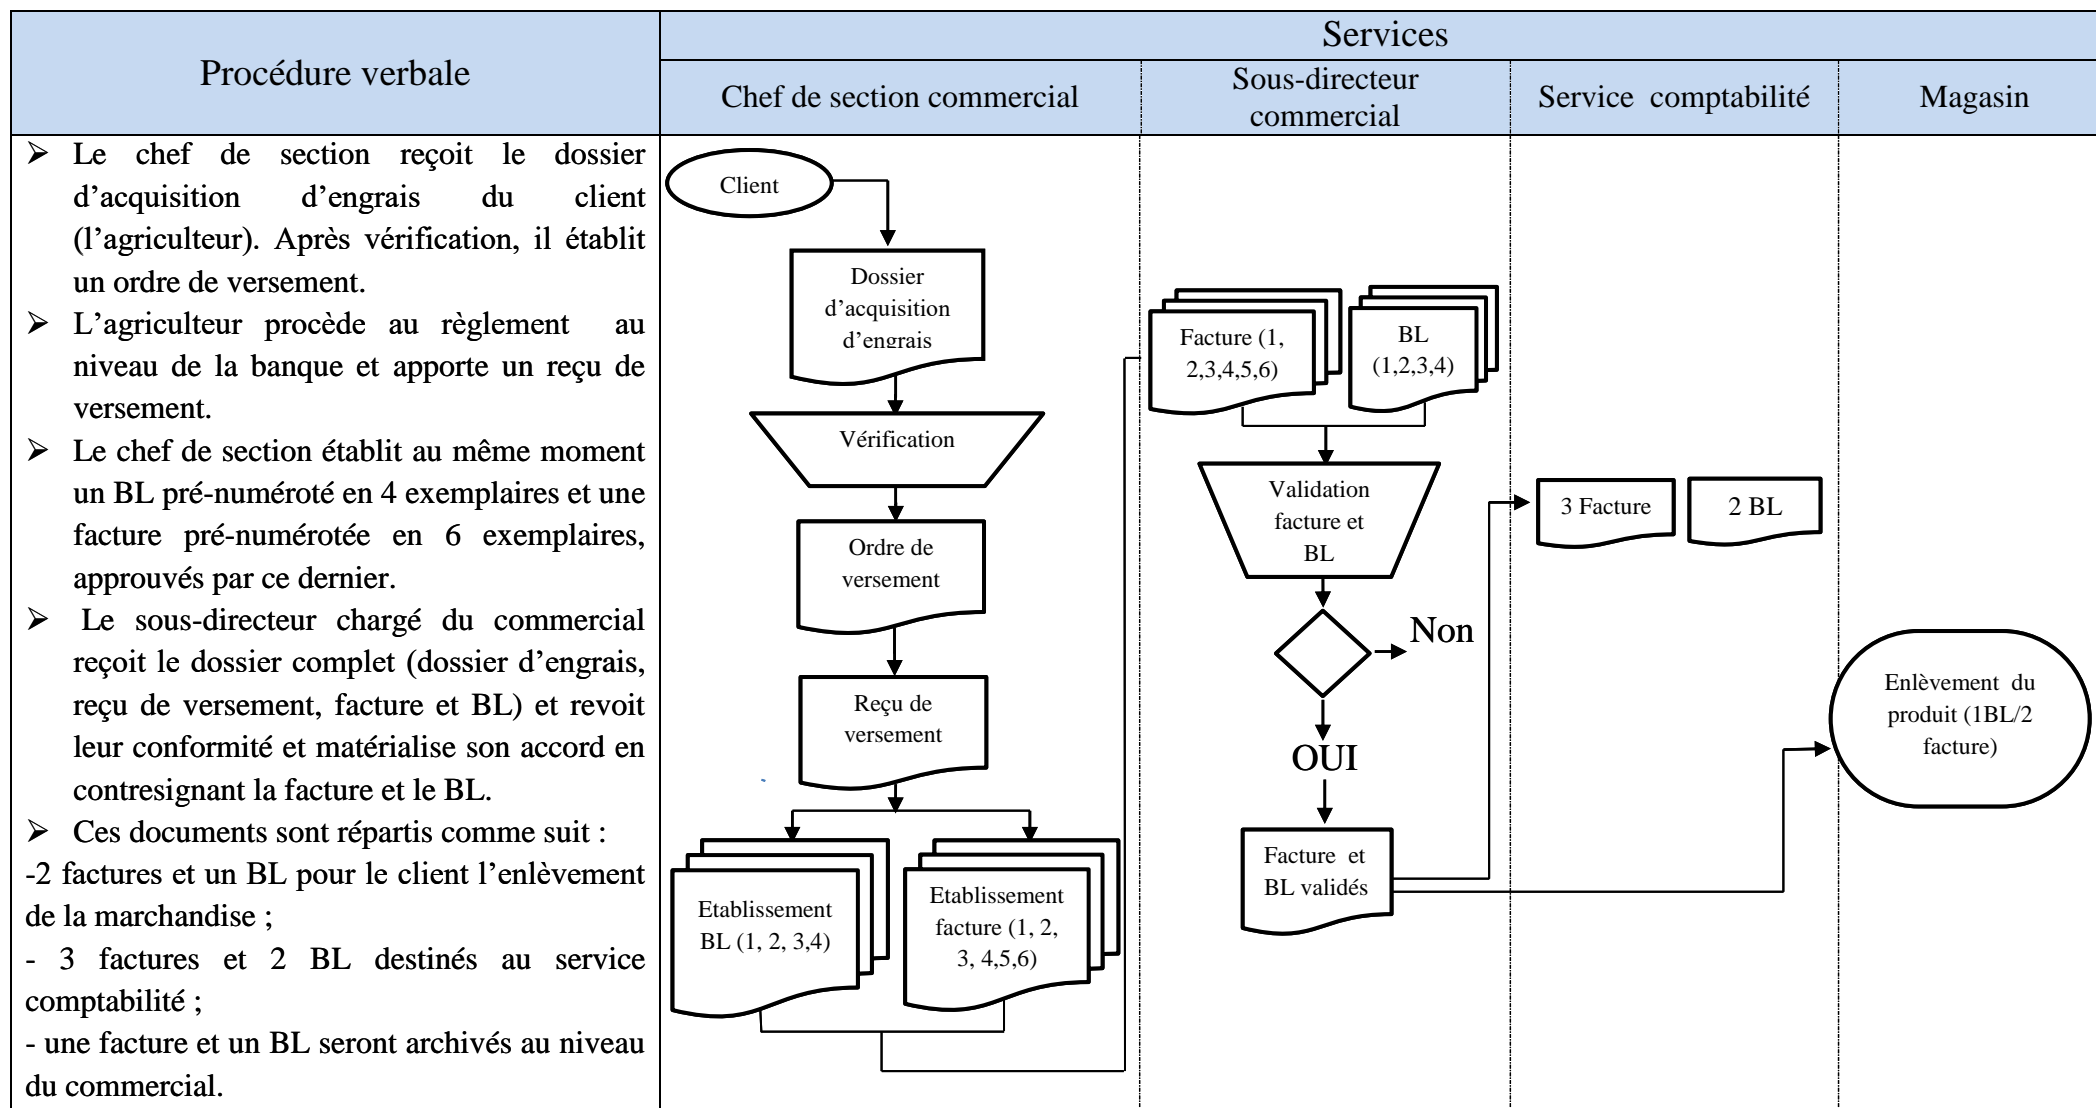 Procédure verbale
Services
Chef de section commercial
Sous-directeur
commercial
Service comptabilité
Magasin
➢ Le chef de section reçoit le dossier
d’acquisition d’engrais du client
(l’agriculteur). Après vérification, il établit
un ordre de versement.
➢ L’agriculteur procède au règlement au
niveau de la banque et apporte un reçu de
versement.
➢ Le chef de section établit au même moment
un BL pré-numéroté en 4 exemplaires et une
facture pré-numérotée en 6 exemplaires,
approuvés par ce dernier.
➢ Le sous-directeur chargé du commercial
reçoit le dossier complet (dossier d’engrais,
reçu de versement, facture et BL) et revoit
leur conformité et matérialise son accord en
contresignant la facture et le BL.
➢ Ces documents sont répartis comme suit :
-2 factures et un BL pour le client l’enlèvement
de la marchandise ;
- 3 factures et 2 BL destinés au service
comptabilité ;
- une facture et un BL seront archivés au niveau
du commercial.
Client
Dossier
d’acquisition
d’engrais
Vérification
Ordre de
versement
Reçu de
versement
Etablissement
BL (1, 2, 3,4)
Etablissement
facture (1, 2,
3, 4,5,6)
Facture (1,
2,3,4,5,6)
BL
(1,2,3,4)
Validation
facture et
BL
Non
OUI
Facture et
BL validés
3 Facture
2 BL
Enlèvement du
produit (1BL/2
facture)